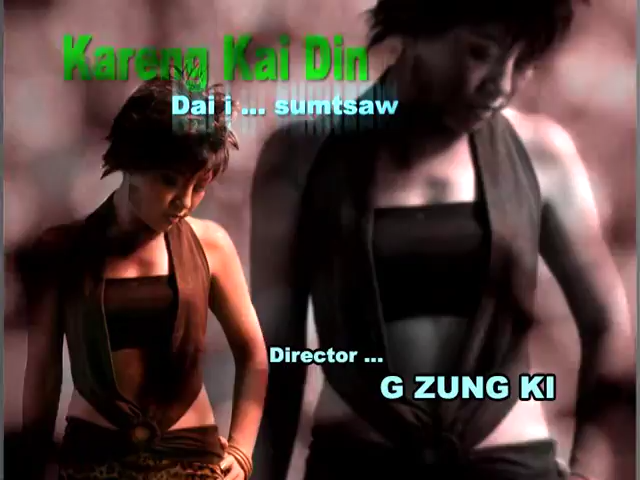 Kareng Kai Din
Dai i ... sumtsaw
Director ...
G ZUNG KI